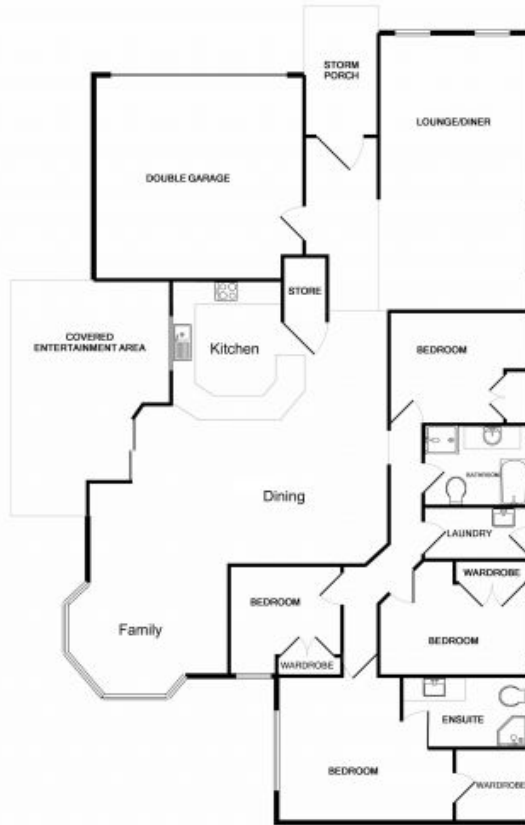 STORM
PORCH
LOUNGE/DINER
DOUBLE GARAGE
STORE
COVERED
ENTERTAINMENT AREA
Kitchen
BEDROOM
BATHROOM
Dining
LAUNDRY
WARDROBE
BEDROOM
Family
BEDROOM
WARDROBE
ENSUITE
BEDROOM
WARDROBE